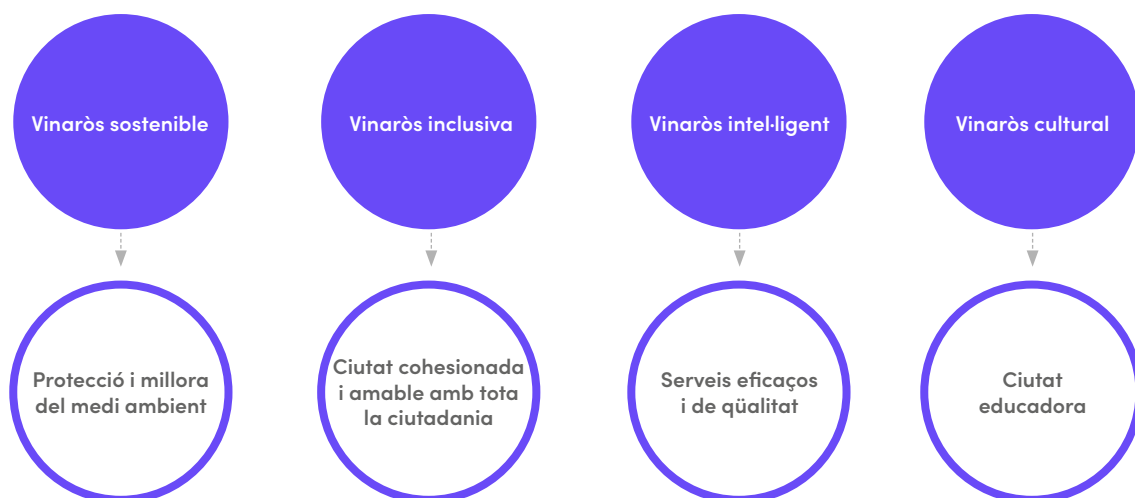 Vinaròs sostenible
Vinaròs inclusiva
Vinaròs intel·ligent
Vinaròs cultural
Protecció i millora
del medi ambient
Ciutat cohesionada
i amable amb tota
la ciutadania
Serveis eficaços
i de qüalitat
Ciutat
educadora